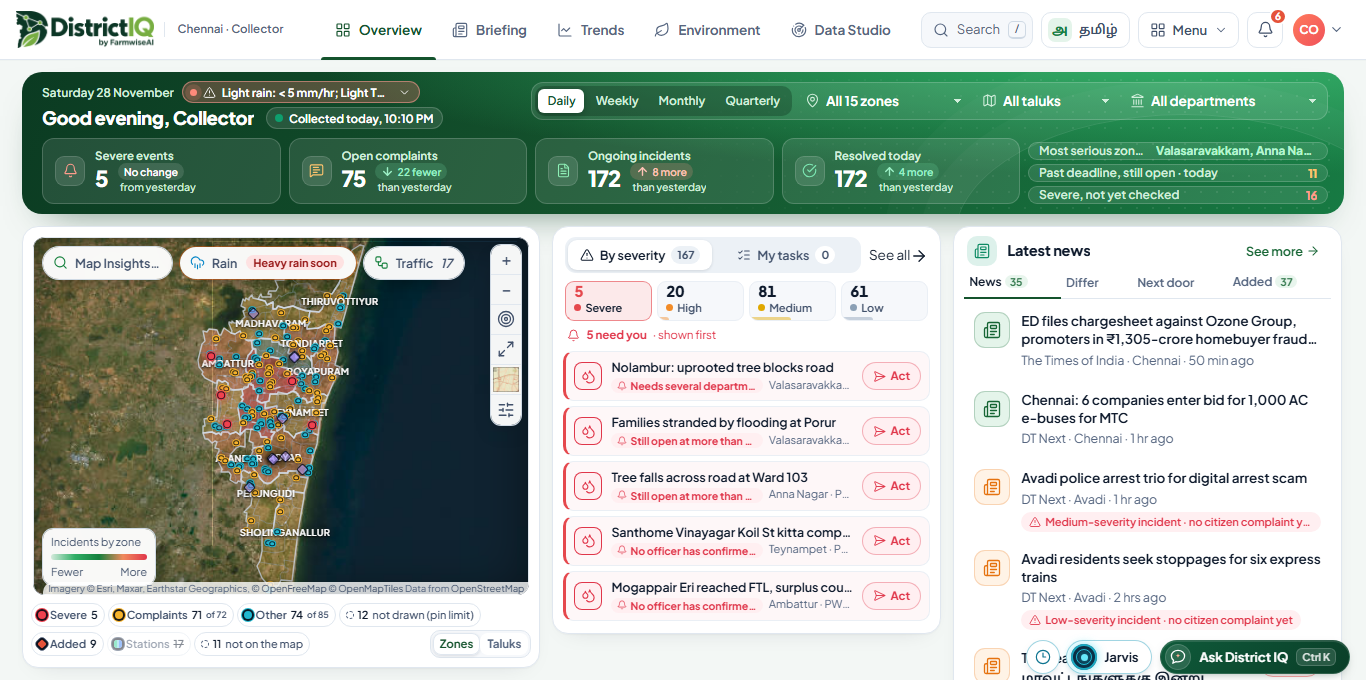 DistrictIQ
by FarmwiseAI
Chennai · Collector
Overview
Briefing
Trends
Environment
Data Studio
Search /
அ தமிழ்
Menu
6
CO
Saturday 28 November
Light rain: < 5 mm/hr; Light T...
Good evening, Collector
Collected today, 10:10 PM
Daily
Weekly
Monthly
Quarterly
All 15 zones
All taluks
All departments
Severe events
5 No change
from yesterday
Open complaints
75 ↓ 22 fewer
than yesterday
Ongoing incidents
172 ↑ 8 more
than yesterday
Resolved today
172 ↑ 4 more
than yesterday
Most serious zon... Valasaravakkam, Anna Na...
Past deadline, still open · today 11
Severe, not yet checked 16
Map Insights...
Rain Heavy rain soon
Traffic 17
+
−
THIRUVOTTIYUR
MADHAVARAM
TONDIARPET
AMBATTUR
ROYAPURAM
PERUNGUDI
SHOLINGANALLUR
Incidents by zone
Fewer More
Imagery © Esri, Maxar, Earthstar Geographics, © OpenFreeMap © OpenMapTiles Data from OpenStreetMap
Severe 5
Complaints 71 of 72
Other 74 of 85
12 not drawn (pin limit)
Added 9
Stations 17
11 not on the map
Zones
Taluks
By severity 167
My tasks 0
See all →
5
Severe
20
High
81
Medium
61
Low
5 need you · shown first
Nolambur: uprooted tree blocks road
Needs several departm... Valasaravakka...
Act
Families stranded by flooding at Porur
Still open at more than ... Valasaravakka...
Act
Tree falls across road at Ward 103
Still open at more than ... Anna Nagar · P...
Act
Santhome Vinayagar Koil St kitta comp...
No officer has confirme... Teynampet · P...
Act
Mogappair Eri reached FTL, surplus cou...
No officer has confirme... Ambattur · PW...
Act
Latest news
See more →
News 35
Differ
Next door
Added 37
ED files chargesheet against Ozone Group,
promoters in ₹1,305-crore homebuyer fraud...
The Times of India · Chennai · 50 min ago
Chennai: 6 companies enter bid for 1,000 AC
e-buses for MTC
DT Next · Chennai · 1 hr ago
Avadi police arrest trio for digital arrest scam
DT Next · Avadi · 1 hr ago
Medium-severity incident · no citizen complaint y...
Avadi residents seek stoppages for six express
trains
DT Next · Avadi · 2 hrs ago
Low-severity incident · no citizen complaint yet
Jarvis
Ask District IQ Ctrl K